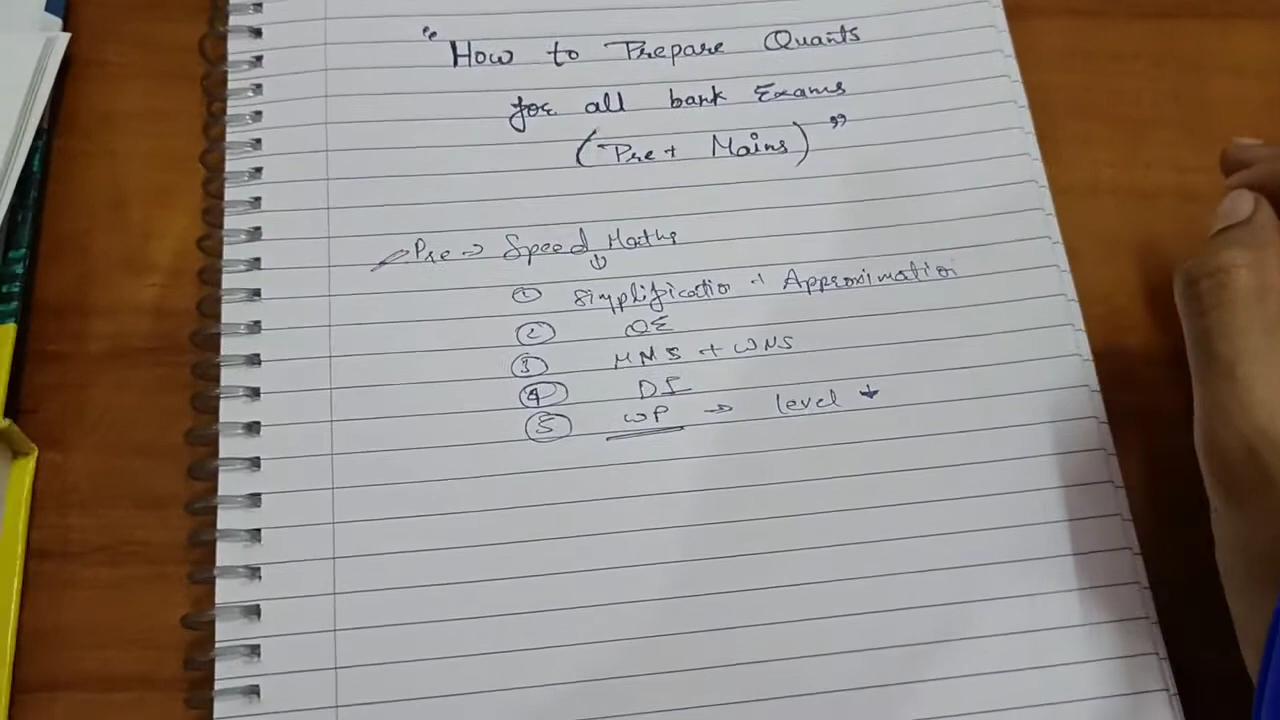 "How to Prepare Quants
for all bank Exams
(Pre + Mains)"
Pre → Speed Maths
↓
① Simplification + Approximation
② QE
③ MNS + WNS
④ DI
⑤ WP → level ↓